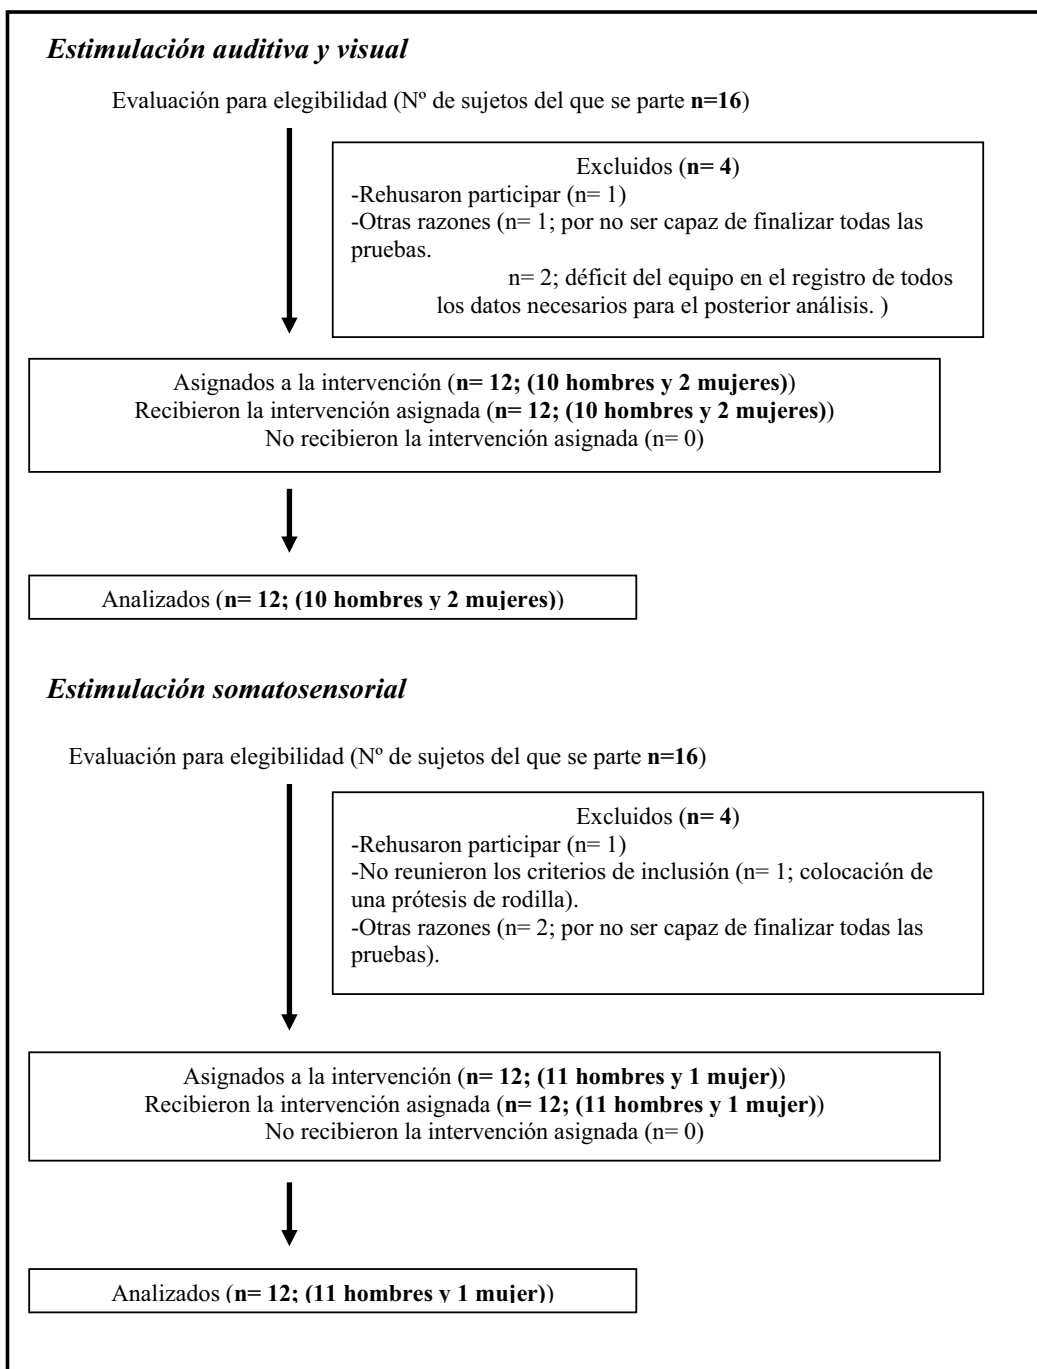 Estimulación auditiva y visual
Evaluación para elegibilidad (Nº de sujetos del que se parte n=16)
Excluidos (n= 4)
-Rehusaron participar (n= 1)
-Otras razones (n= 1; por no ser capaz de finalizar todas las
pruebas.
n= 2; déficit del equipo en el registro de todos
los datos necesarios para el posterior análisis. )
Asignados a la intervención (n= 12; (10 hombres y 2 mujeres))
Recibieron la intervención asignada (n= 12; (10 hombres y 2 mujeres))
No recibieron la intervención asignada (n= 0)
Analizados (n= 12; (10 hombres y 2 mujeres))
Estimulación somatosensorial
Evaluación para elegibilidad (Nº de sujetos del que se parte n=16)
Excluidos (n= 4)
-Rehusaron participar (n= 1)
-No reunieron los criterios de inclusión (n= 1; colocación de
una prótesis de rodilla).
-Otras razones (n= 2; por no ser capaz de finalizar todas las
pruebas).
Asignados a la intervención (n= 12; (11 hombres y 1 mujer))
Recibieron la intervención asignada (n= 12; (11 hombres y 1 mujer))
No recibieron la intervención asignada (n= 0)
Analizados (n= 12; (11 hombres y 1 mujer))